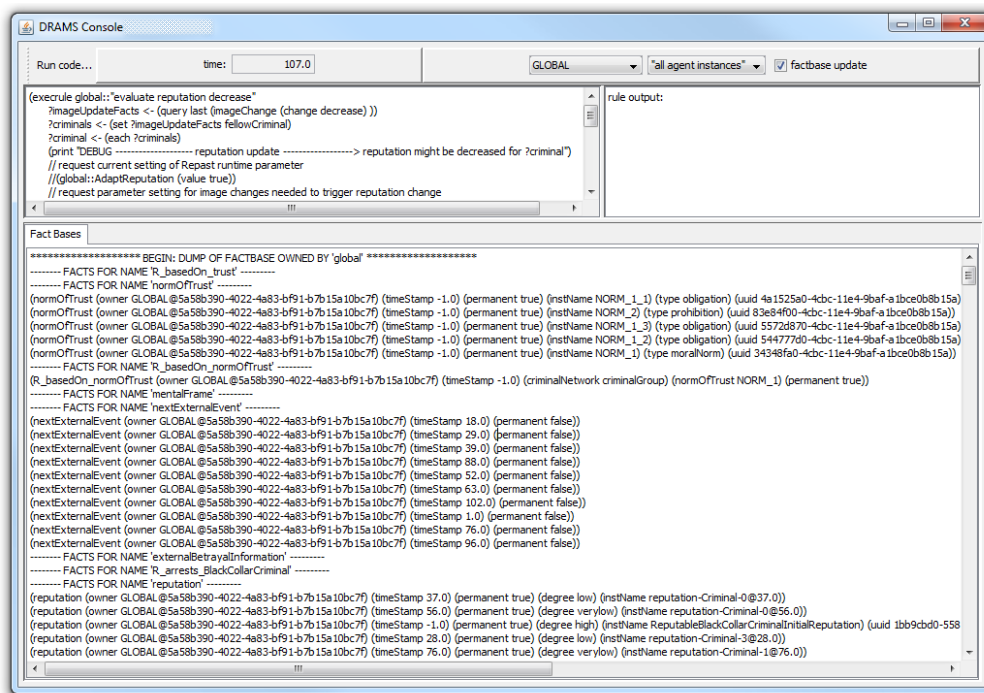 DRAMS Console
Run code...
time:
107.0
GLOBAL
"all agent instances"
factbase update
(execrule global::"evaluate reputation decrease"
?imageUpdateFacts <- (query last (imageChange (change decrease) ))
?criminals <- (set ?imageUpdateFacts fellowCriminal)
?criminal <- (each ?criminals)
(print "DEBUG -------------------- reputation update ------------------> reputation might be decreased for ?criminal")
// request current setting of Repast runtime parameter
//(global::AdaptReputation (value true))
// request parameter setting for image changes needed to trigger reputation change
rule output:
Fact Bases
******************* BEGIN: DUMP OF FACTBASE OWNED BY 'global' *******************
-------- FACTS FOR NAME 'R_basedOn_trust' ---------
-------- FACTS FOR NAME 'normOfTrust' ---------
(normOfTrust (owner GLOBAL@5a58b390-4022-4a83-bf91-b7b15a10bc7f) (timeStamp -1.0) (permanent true) (instName NORM_1_1) (type obligation) (uuid 4a1525a0-4cbc-11e4-9baf-a1bce0b8b15a)
(normOfTrust (owner GLOBAL@5a58b390-4022-4a83-bf91-b7b15a10bc7f) (timeStamp -1.0) (permanent true) (instName NORM_2) (type prohibition) (uuid 83e84f00-4cbc-11e4-9baf-a1bce0b8b15a))
(normOfTrust (owner GLOBAL@5a58b390-4022-4a83-bf91-b7b15a10bc7f) (timeStamp -1.0) (permanent true) (instName NORM_1_3) (type obligation) (uuid 5572d870-4cbc-11e4-9baf-a1bce0b8b15a)
(normOfTrust (owner GLOBAL@5a58b390-4022-4a83-bf91-b7b15a10bc7f) (timeStamp -1.0) (permanent true) (instName NORM_1_2) (type obligation) (uuid 544777d0-4cbc-11e4-9baf-a1bce0b8b15a)
(normOfTrust (owner GLOBAL@5a58b390-4022-4a83-bf91-b7b15a10bc7f) (timeStamp -1.0) (permanent true) (instName NORM_1) (type moralNorm) (uuid 34348fa0-4cbc-11e4-9baf-a1bce0b8b15a))
-------- FACTS FOR NAME 'R_basedOn_normOfTrust' ---------
(R_basedOn_normOfTrust (owner GLOBAL@5a58b390-4022-4a83-bf91-b7b15a10bc7f) (timeStamp -1.0) (criminalNetwork criminalGroup) (normOfTrust NORM_1) (permanent true))
-------- FACTS FOR NAME 'mentalFrame' ---------
-------- FACTS FOR NAME 'nextExternalEvent' ---------
(nextExternalEvent (owner GLOBAL@5a58b390-4022-4a83-bf91-b7b15a10bc7f) (timeStamp 18.0) (permanent false))
(nextExternalEvent (owner GLOBAL@5a58b390-4022-4a83-bf91-b7b15a10bc7f) (timeStamp 29.0) (permanent false))
(nextExternalEvent (owner GLOBAL@5a58b390-4022-4a83-bf91-b7b15a10bc7f) (timeStamp 39.0) (permanent false))
(nextExternalEvent (owner GLOBAL@5a58b390-4022-4a83-bf91-b7b15a10bc7f) (timeStamp 88.0) (permanent false))
(nextExternalEvent (owner GLOBAL@5a58b390-4022-4a83-bf91-b7b15a10bc7f) (timeStamp 52.0) (permanent false))
(nextExternalEvent (owner GLOBAL@5a58b390-4022-4a83-bf91-b7b15a10bc7f) (timeStamp 63.0) (permanent false))
(nextExternalEvent (owner GLOBAL@5a58b390-4022-4a83-bf91-b7b15a10bc7f) (timeStamp 102.0) (permanent false))
(nextExternalEvent (owner GLOBAL@5a58b390-4022-4a83-bf91-b7b15a10bc7f) (timeStamp 1.0) (permanent false))
(nextExternalEvent (owner GLOBAL@5a58b390-4022-4a83-bf91-b7b15a10bc7f) (timeStamp 76.0) (permanent false))
(nextExternalEvent (owner GLOBAL@5a58b390-4022-4a83-bf91-b7b15a10bc7f) (timeStamp 96.0) (permanent false))
-------- FACTS FOR NAME 'externalBetrayalInformation' ---------
-------- FACTS FOR NAME 'R_arrests_BlackCollarCriminal' ---------
-------- FACTS FOR NAME 'reputation' ---------
(reputation (owner GLOBAL@5a58b390-4022-4a83-bf91-b7b15a10bc7f) (timeStamp 37.0) (permanent true) (degree low) (instName reputation-Criminal-0@37.0))
(reputation (owner GLOBAL@5a58b390-4022-4a83-bf91-b7b15a10bc7f) (timeStamp 56.0) (permanent true) (degree verylow) (instName reputation-Criminal-0@56.0))
(reputation (owner GLOBAL@5a58b390-4022-4a83-bf91-b7b15a10bc7f) (timeStamp -1.0) (permanent true) (degree high) (instName ReputableBlackCollarCriminalInitialReputation) (uuid 1bb9cbd0-558
(reputation (owner GLOBAL@5a58b390-4022-4a83-bf91-b7b15a10bc7f) (timeStamp 28.0) (permanent true) (degree low) (instName reputation-Criminal-3@28.0))
(reputation (owner GLOBAL@5a58b390-4022-4a83-bf91-b7b15a10bc7f) (timeStamp 76.0) (permanent true) (degree verylow) (instName reputation-Criminal-1@76.0))